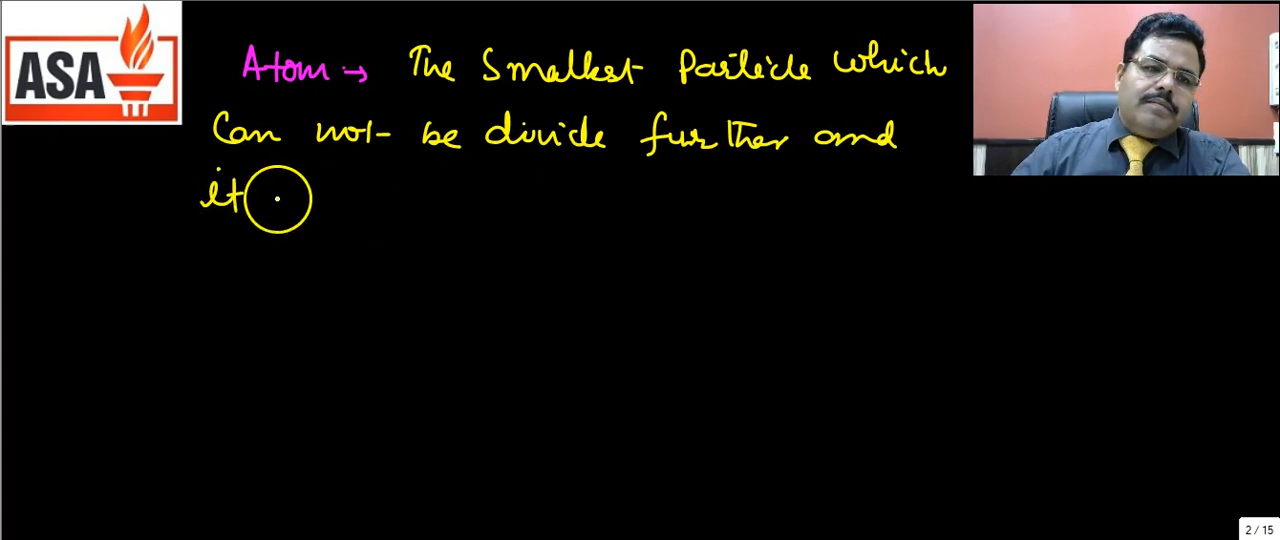 ASA
Atom → The Smallest Particle which
Can not be divide further and
it
2 / 15